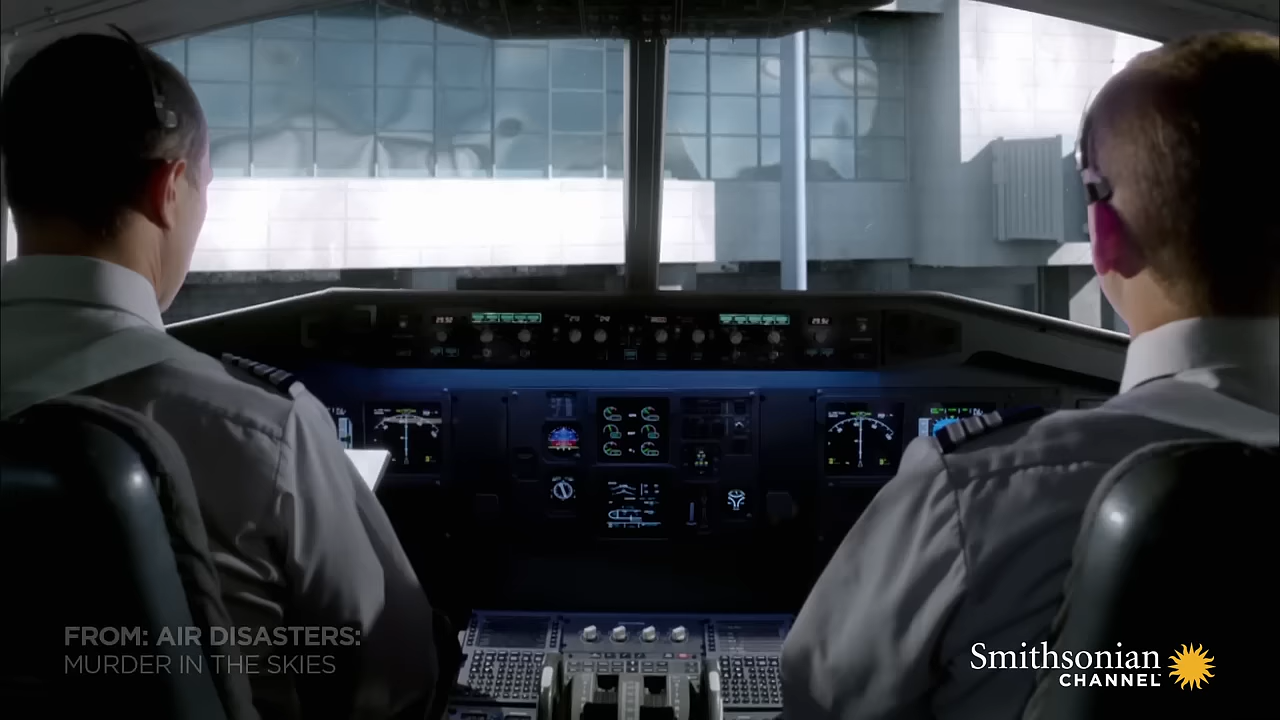 FROM: AIR DISASTERS:
MURDER IN THE SKIES
Smithsonian
CHANNEL